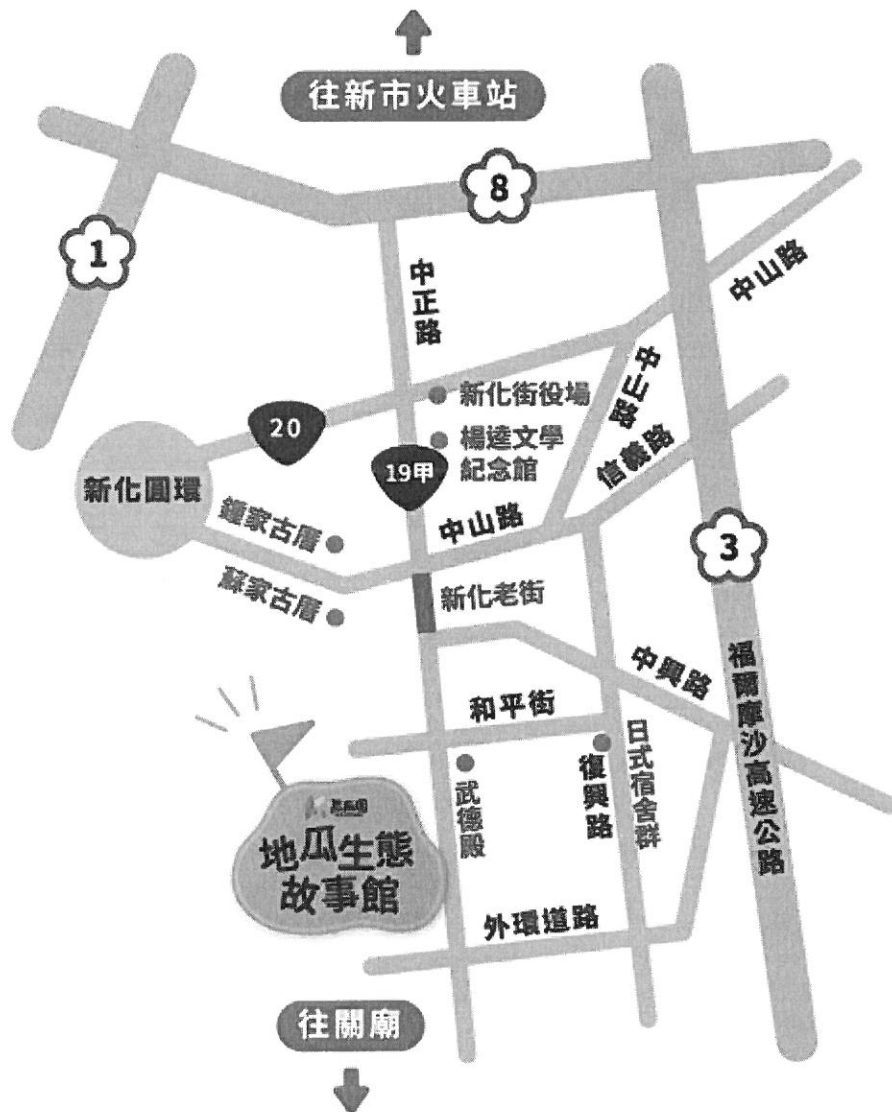 往新市火車站
8
1
中山路
中正路
中山路
新化街役場
20
楊逵文學
紀念館
信義路
19甲
新化圓環
鍾家古厝
中山路
3
蘇家古厝
新化老街
中興路
福爾摩沙高速公路
和平街
日式宿舍群
復興路
武德殿
地瓜生態
故事館
外環道路
往關廟